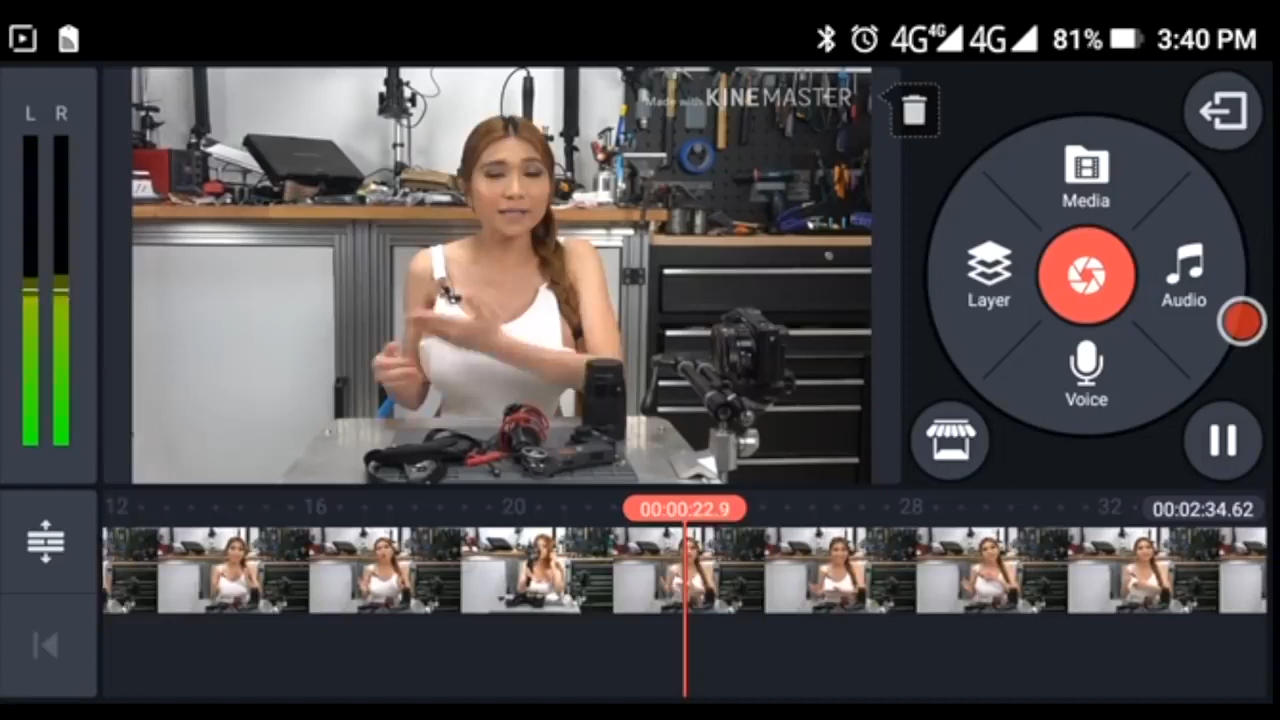 4G 4G 4G 81% 3:40 PM
L R
Made with KINEMASTER
Media
Layer
Audio
Voice
12 16 20 00:00:22.9 28 32 00:02:34.62